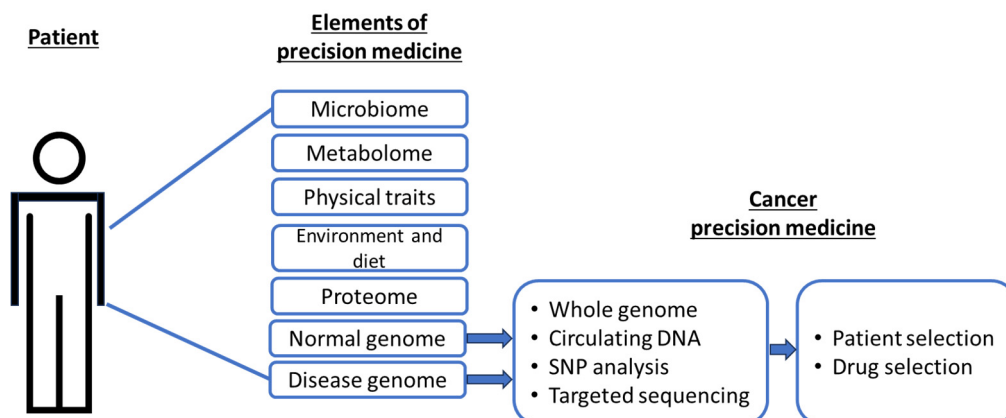 Patient
Elements of
precision medicine
Microbiome
Metabolome
Physical traits
Environment and
diet
Proteome
Normal genome
Disease genome
Cancer
precision medicine
• Whole genome
• Circulating DNA
• SNP analysis
• Targeted sequencing
• Patient selection
• Drug selection